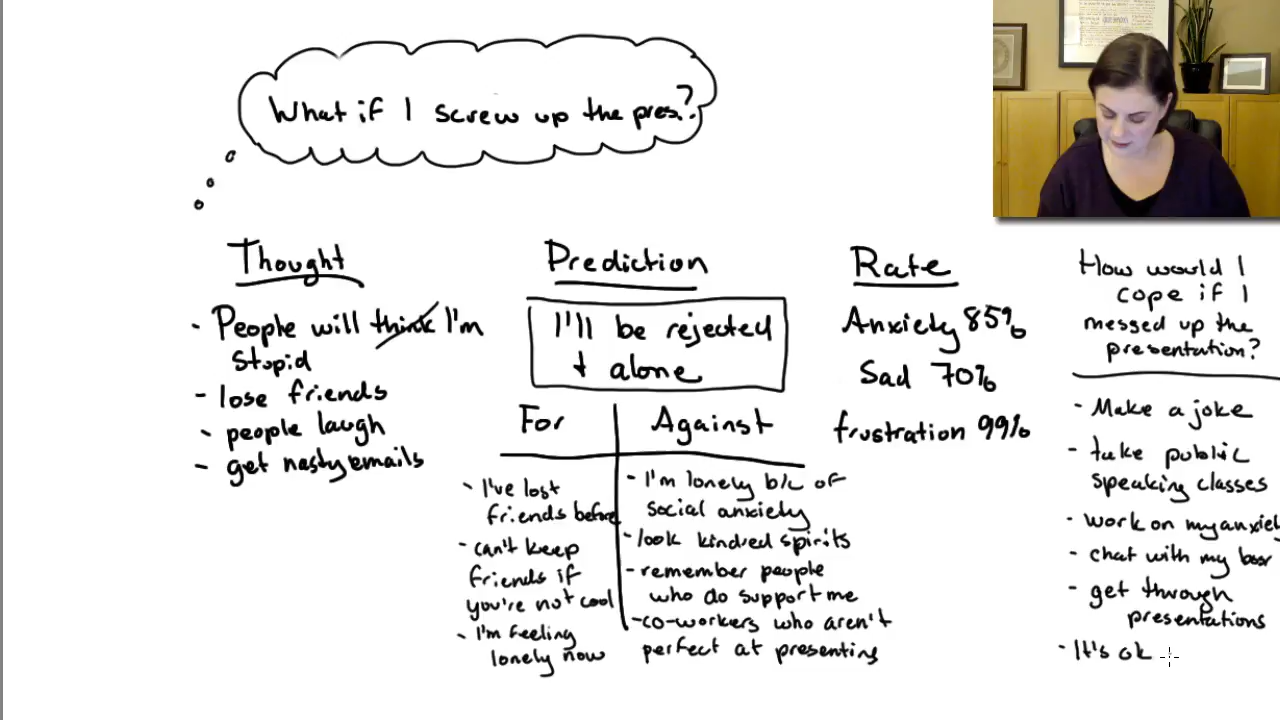 What if I screw up the pres.?
Thought
- People will think I'm
stupid
- lose friends
- people laugh
- get nasty emails
Prediction
I'll be rejected
+ alone
For
- I've lost
friends before
- can't keep
friends if
you're not cool
- I'm feeling
lonely now
Against
- I'm lonely b/c of
social anxiety
- look kindred spirits
- remember people
who do support me
- co-workers who aren't
perfect at presenting
Rate
Anxiety 85%
Sad 70%
frustration 99%
How would I
cope if I
messed up the
presentation?
- Make a joke
- take public
speaking classes
- work on my anxiety
- chat with my boss
- get through
presentations
- It's ok